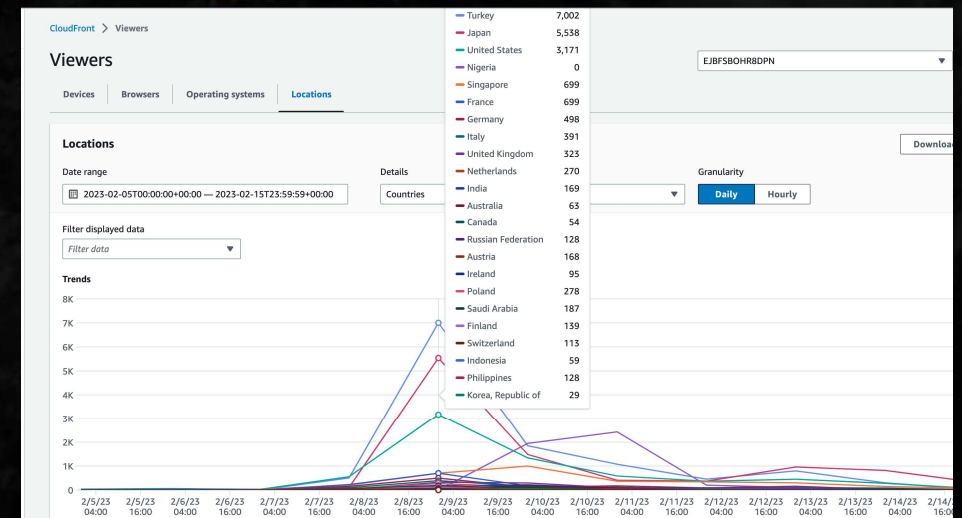 CloudFront > Viewers
Viewers
EJBFSBOHR8DPN
Devices Browsers Operating systems Locations
Locations
Date range
2023-02-05T00:00:00+00:00 — 2023-02-15T23:59:59+00:00
Details
Countries
Granularity
Daily Hourly
Filter displayed data
Filter data
Trends
Turkey 7,002
Japan 5,538
United States 3,171
Nigeria 0
Singapore 699
France 699
Germany 498
Italy 391
United Kingdom 323
Netherlands 270
India 169
Australia 63
Canada 54
Russian Federation 128
Austria 168
Ireland 95
Poland 278
Saudi Arabia 187
Finland 139
Switzerland 113
Indonesia 59
Philippines 128
Korea, Republic of 29
8K
7K
6K
5K
4K
3K
2K
1K
0
2/5/23 2/5/23 2/6/23 2/6/23 2/7/23 2/7/23 2/8/23 2/8/23 2/9/23 2/9/23 2/10/23 2/10/23 2/11/23 2/11/23 2/12/23 2/12/23 2/13/23 2/13/23 2/14/23
04:00 16:00 04:00 16:00 04:00 16:00 04:00 16:00 04:00 16:00 04:00 16:00 04:00 16:00 04:00 16:00 04:00 16:00 04:00